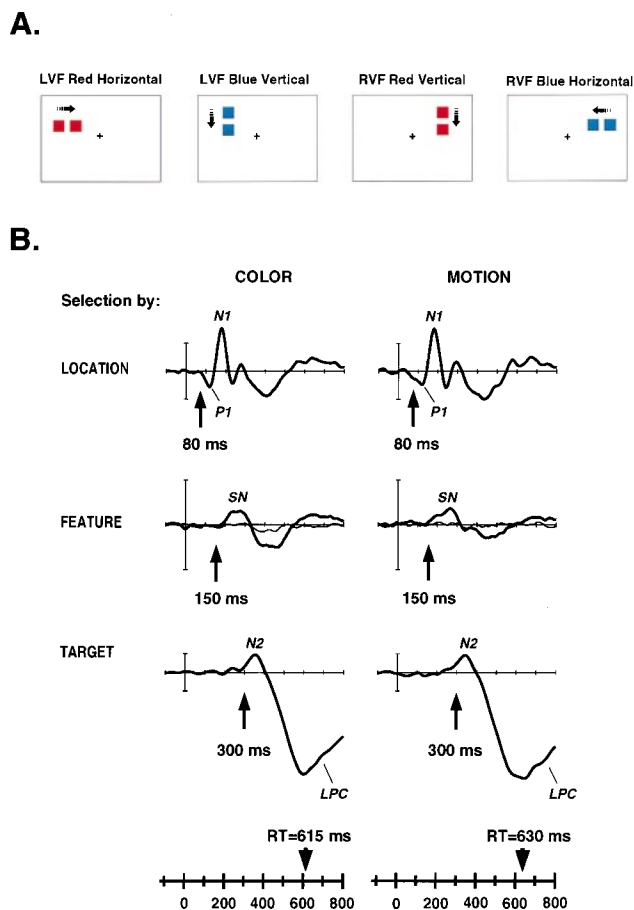 A.
LVF Red Horizontal LVF Blue Vertical RVF Red Vertical RVF Blue Horizontal
B.
COLOR MOTION
Selection by:
N1 N1
LOCATION
P1 P1
80 ms 80 ms
SN SN
FEATURE
150 ms 150 ms
TARGET
N2 N2
300 ms 300 ms
LPC LPC
RT=615 ms RT=630 ms
0 200 400 600 800 0 200 400 600 800